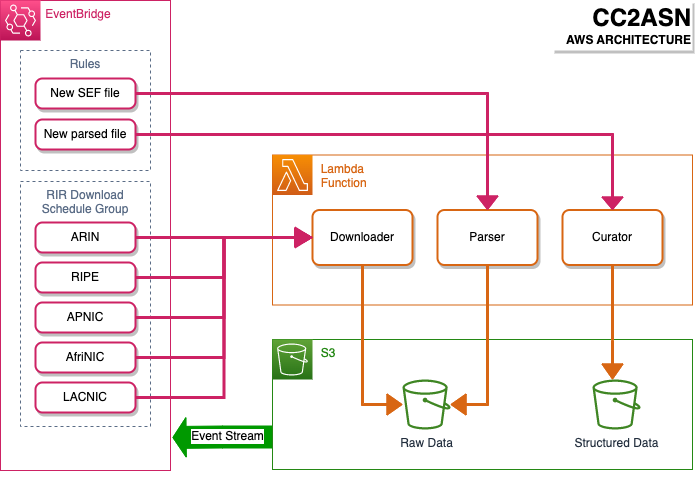 EventBridge
CC2ASN
AWS ARCHITECTURE
Rules
New SEF file
New parsed file
RIR Download
Schedule Group
ARIN
RIPE
APNIC
AfriNIC
LACNIC
Lambda
Function
Downloader
Parser
Curator
S3
Raw Data
Structured Data
Event Stream